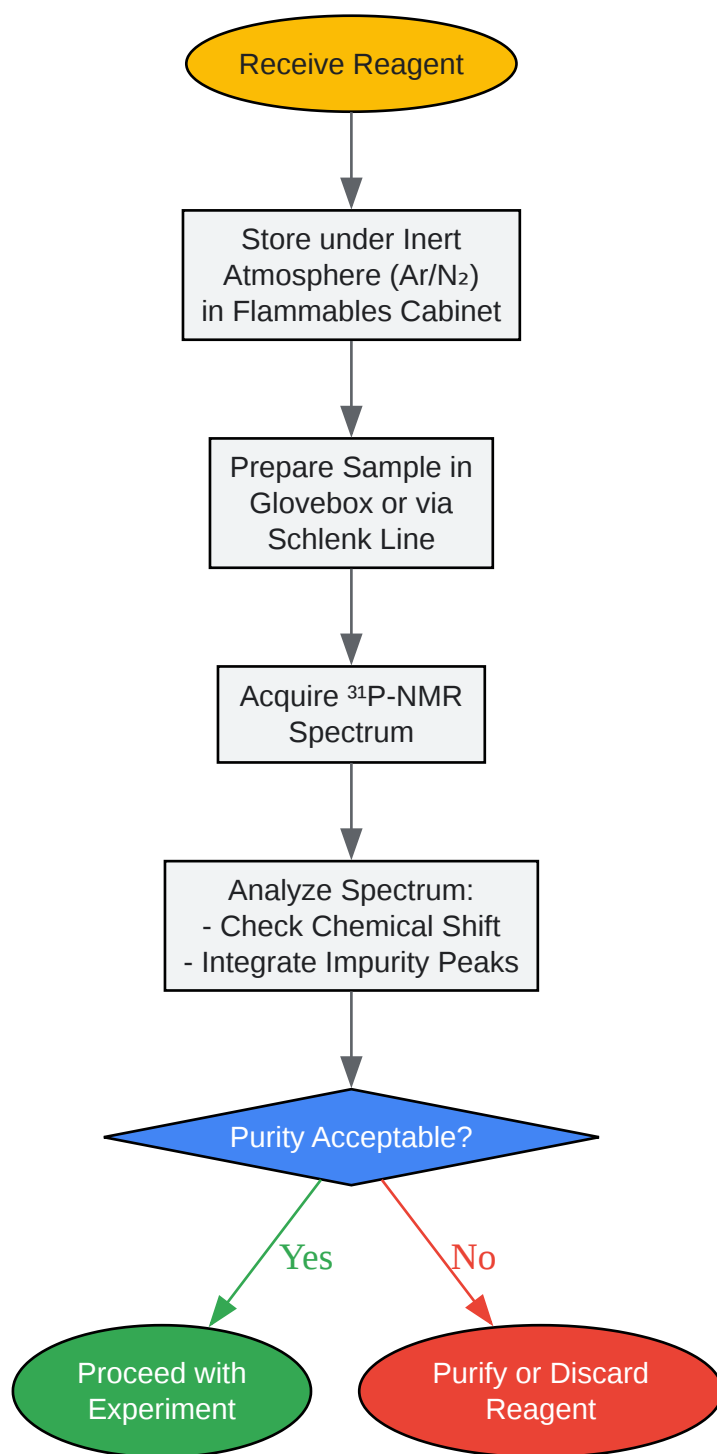 Receive Reagent
Store under Inert
Atmosphere (Ar/N₂)
in Flammables Cabinet
Prepare Sample in
Glovebox or via
Schlenk Line
Acquire ³¹P-NMR
Spectrum
Analyze Spectrum:
- Check Chemical Shift
- Integrate Impurity Peaks
Purity Acceptable?
Yes
No
Proceed with
Experiment
Purify or Discard
Reagent